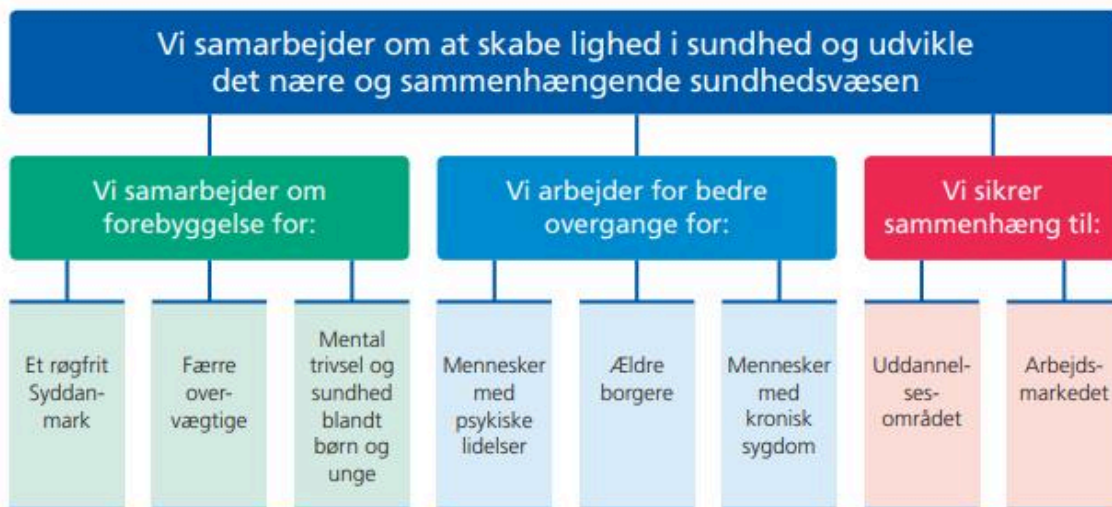 Vi samarbejder om at skabe lighed i sundhed og udvikle
det nære og sammenhængende sundhedsvæsen
Vi samarbejder om
forebyggelse for:
Vi arbejder for bedre
overgange for:
Vi sikrer
sammenhæng til:
Et røgfrit
Syddan-
mark
Færre
over-
vægtige
Mental
trivsel og
sundhed
blandt
børn og
unge
Mennesker
med
psykiske
lidelser
Ældre
borgere
Mennesker
med
kronisk
sygdom
Uddannel-
ses-
området
Arbejds-
markedet